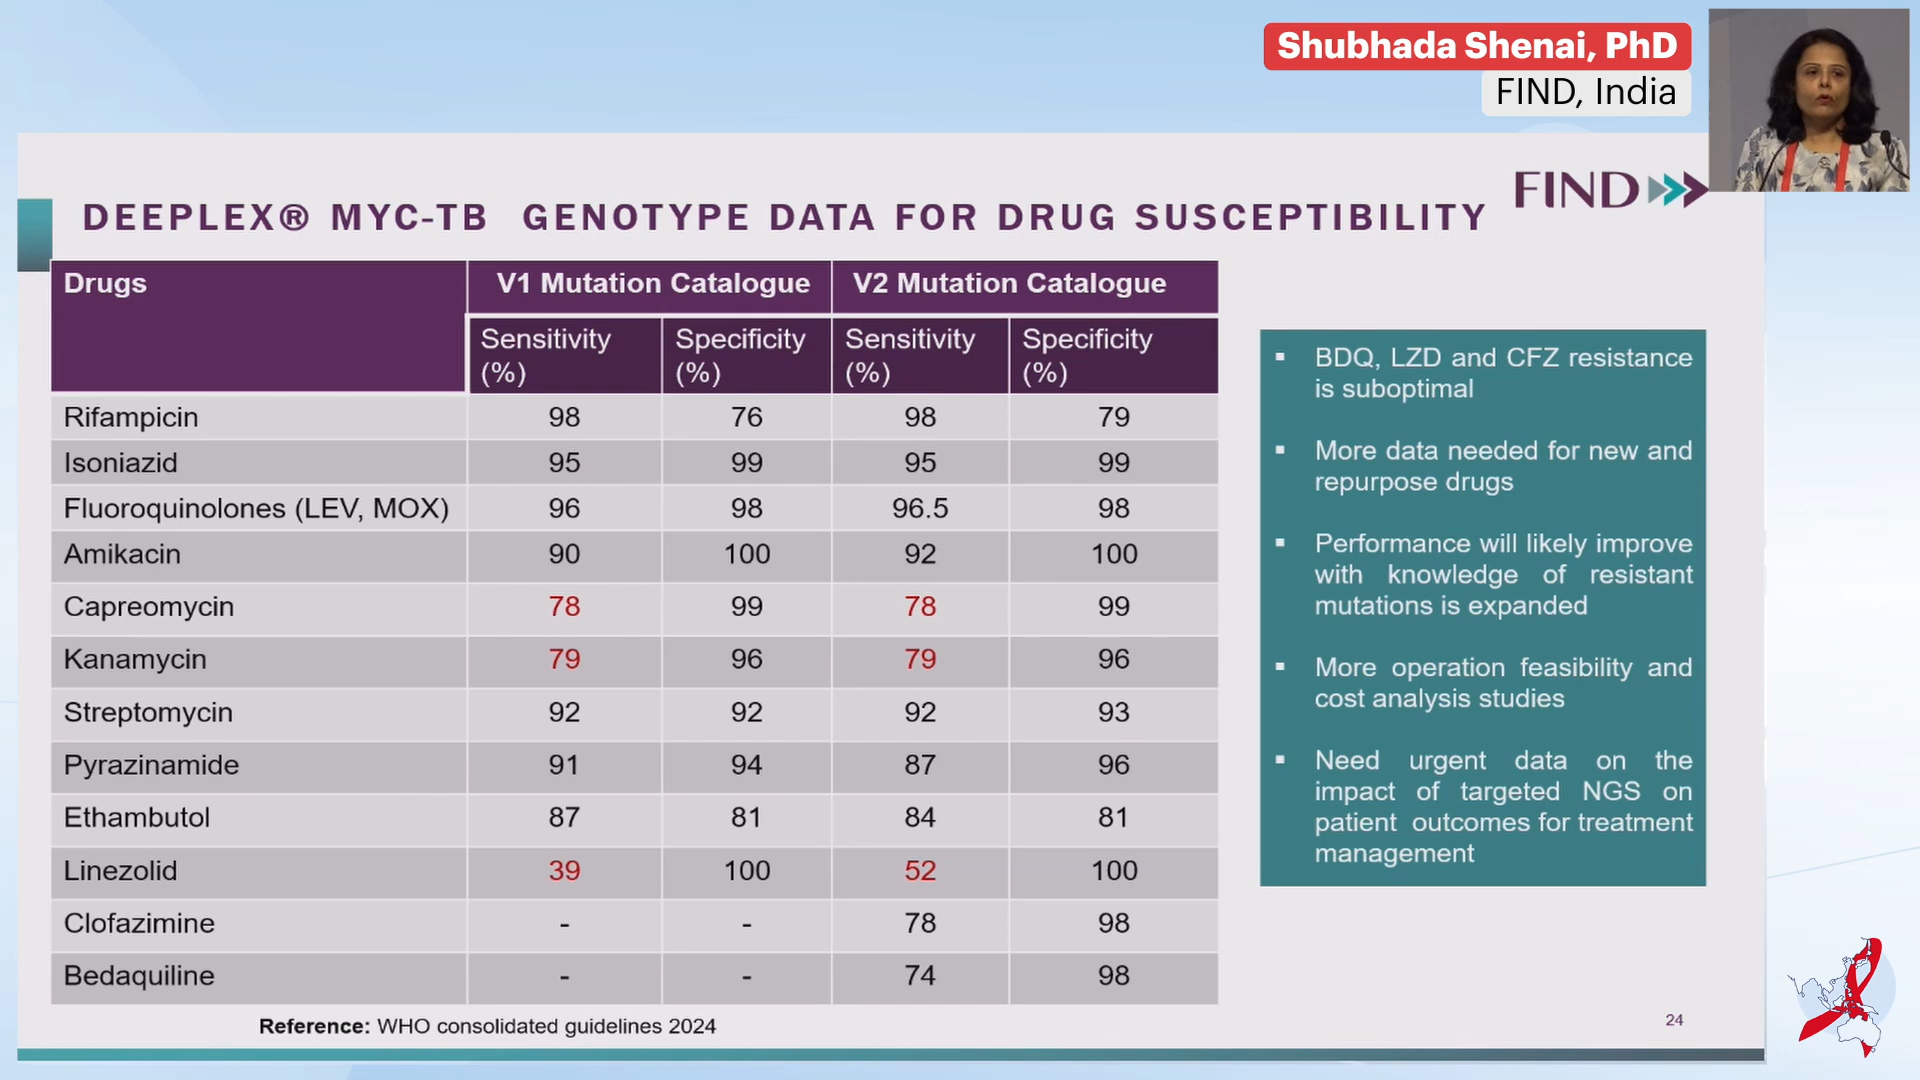 Shubhada Shenai, PhD
FIND, India
FIND
DEEPLEX® MYC-TB GENOTYPE DATA FOR DRUG SUSCEPTIBILITY
Drugs V1 Mutation Catalogue V2 Mutation Catalogue
Sensitivity (%) Specificity (%) Sensitivity (%) Specificity (%)
Rifampicin 98 76 98 79
Isoniazid 95 99 95 99
Fluoroquinolones (LEV, MOX) 96 98 96.5 98
Amikacin 90 100 92 100
Capreomycin 78 99 78 99
Kanamycin 79 96 79 96
Streptomycin 92 92 92 93
Pyrazinamide 91 94 87 96
Ethambutol 87 81 84 81
Linezolid 39 100 52 100
Clofazimine - - 78 98
Bedaquiline - - 74 98
▪ BDQ, LZD and CFZ resistance
is suboptimal
▪ More data needed for new and
repurpose drugs
▪ Performance will likely improve
with knowledge of resistant
mutations is expanded
▪ More operation feasibility and
cost analysis studies
▪ Need urgent data on the
impact of targeted NGS on
patient outcomes for treatment
management
Reference: WHO consolidated guidelines 2024
24